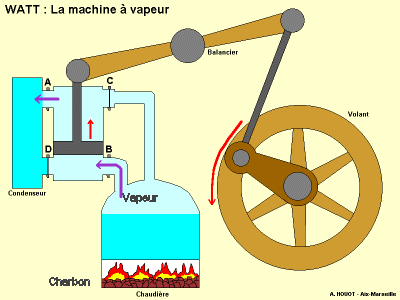 WATT : La machine à vapeur
Balancier
A
C
Volant
D
B
Condenseur
Vapeur
Charbon
Chaudière
A. HOUOT - Aix-Marseille